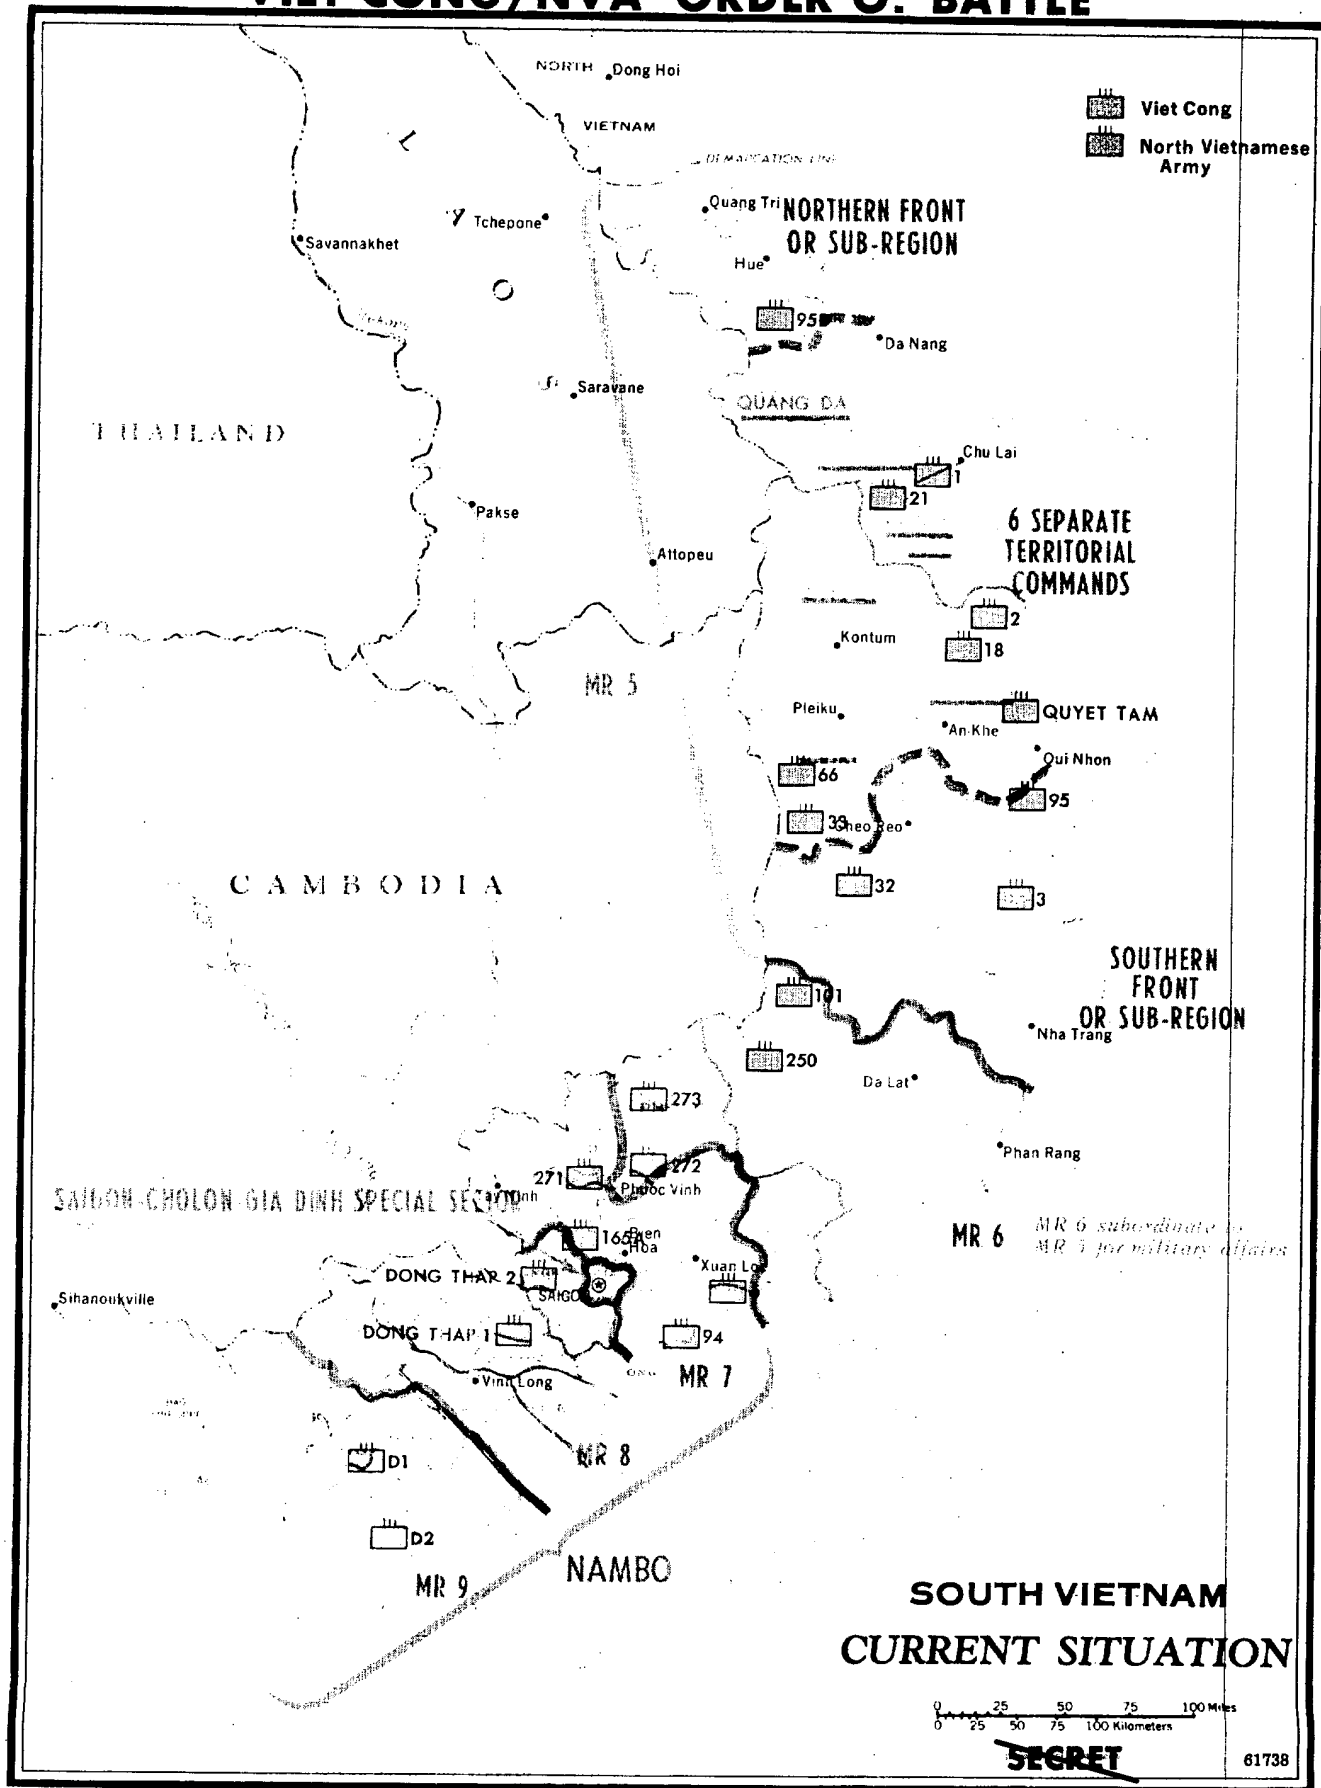 VIET CONG/NVA ORDER O. BATTLE
NORTH
Dong Hoi
VIETNAM
Viet Cong
North Vietnamese
Army
DEMARCATION LINE
L
A
O
S
Tchepone
Quang Tri
NORTHERN FRONT
OR SUB-REGION
Savannakhet
Hue
Mekong
95B
Da Nang
Saravane
QUANG DA
THAILAND
Chu Lai
1
21
Pakse
6 SEPARATE
TERRITORIAL
COMMANDS
Attopeu
2
Kontum
18
MR 5
Pleiku
QUYET TAM
An Khe
Qui Nhon
66
95
33
Cheo Reo
CAMBODIA
32
3
SOUTHERN
FRONT
OR SUB-REGION
101
Nha Trang
250
Da Lat
273
Phan Rang
272
271
Phuoc Vinh
SAIGON-CHOLON-GIA DINH SPECIAL SECTOR
MR 6
MR 6 subordinate to
MR 5 for military affairs
165A
Bien
Hoa
Xuan Lo
DONG THAP 2
SAIGO
Sihanoukville
DONG THAP 1
94
MR 7
Vinh Long
MR 8
D1
D2
NAMBO
MR 9
SOUTH VIETNAM
CURRENT SITUATION
0 25 50 75 100 Miles
0 25 50 75 100 Kilometers
SECRET
61738